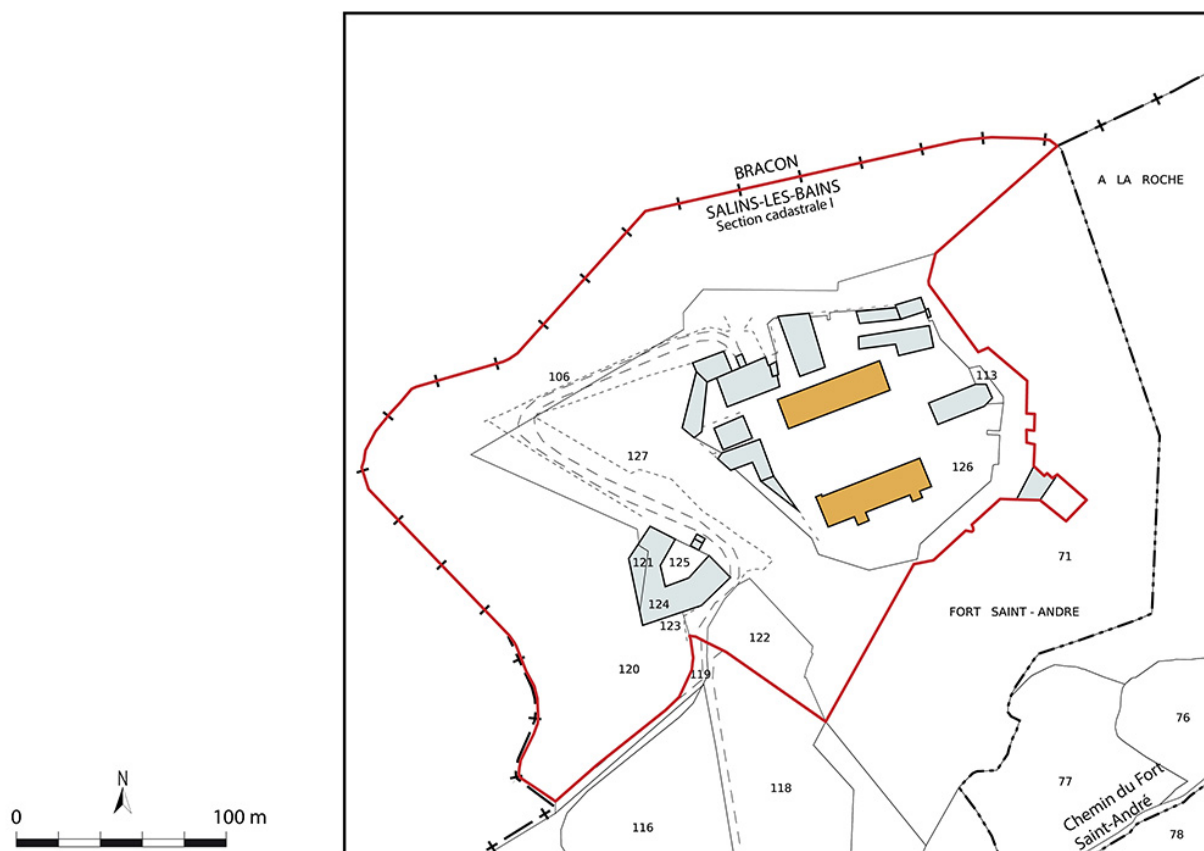 BRACON
SALINS-LES-BAINS
Section cadastrale I
A LA ROCHE
106
113
127
126
121
125
71
124
FORT SAINT - ANDRE
123
122
120
119
76
77
118
Chemin du Fort
Saint-André
116
78
N
0 100 m